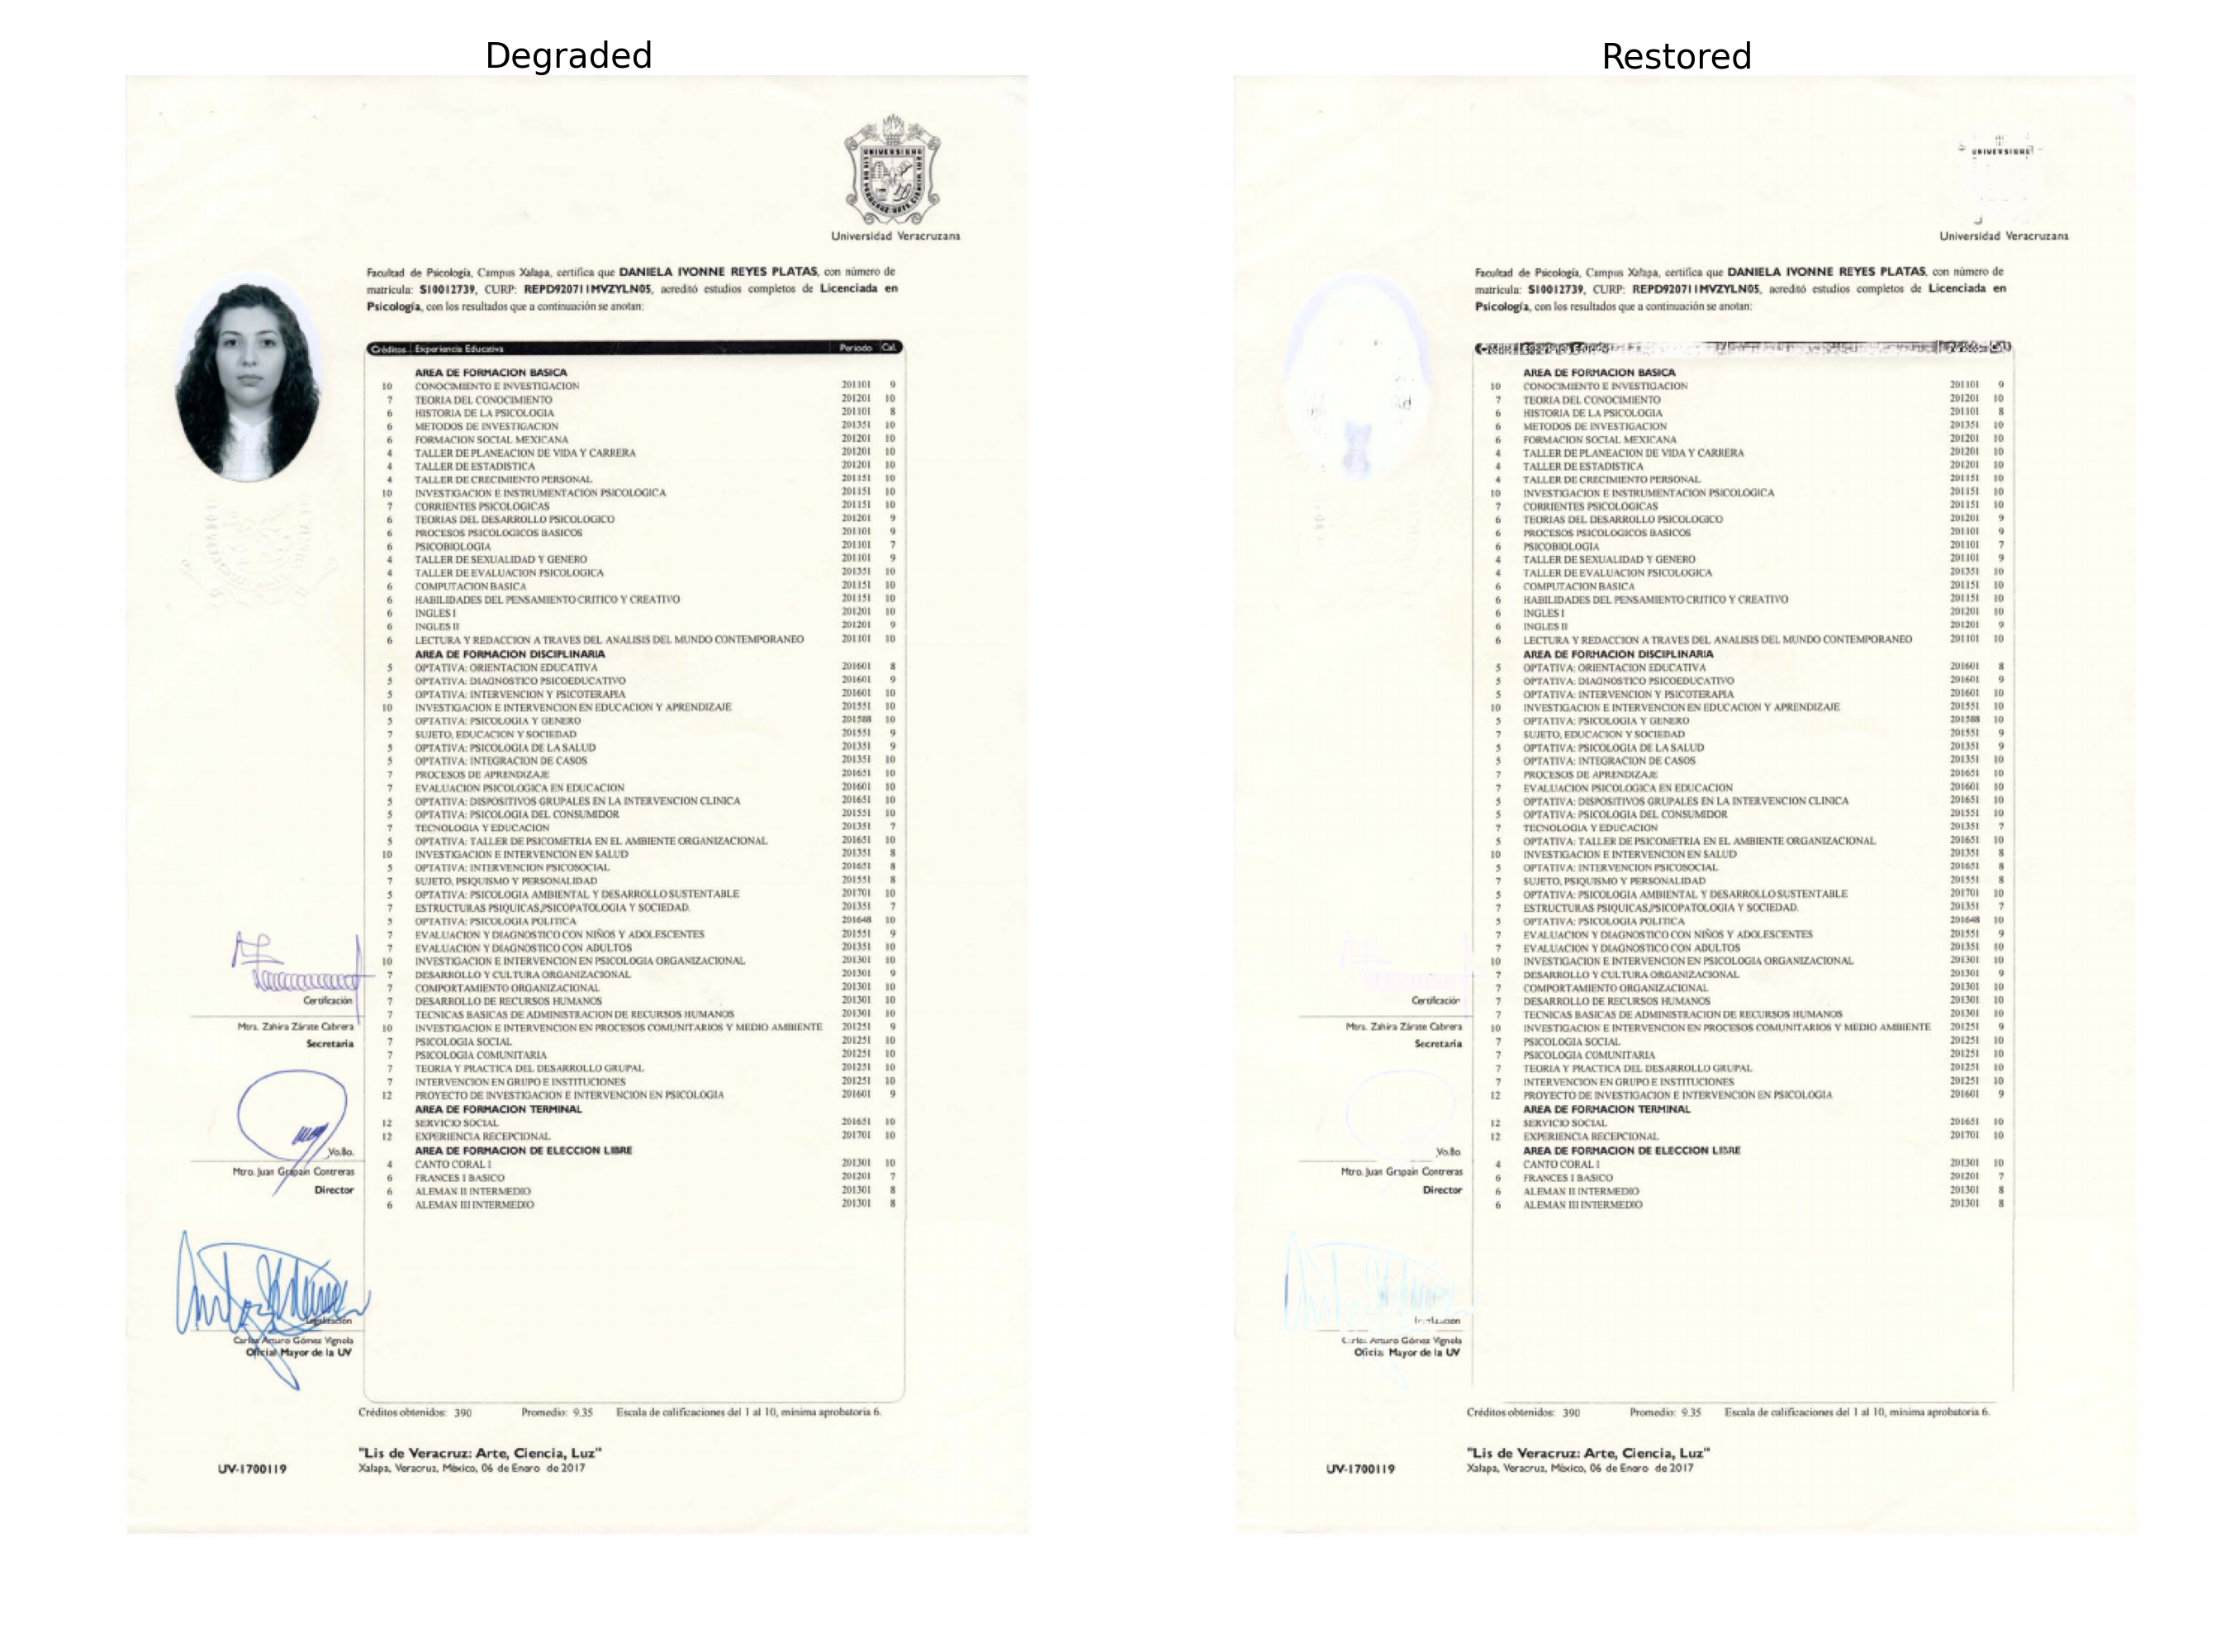 Degraded
UNIVERSIDAD
Universidad Veracruzana
Facultad de Psicología, Campus Xalapa, certifica que DANIELA IVONNE REYES PLATAS, con número de
matrícula: S10012739, CURP: REPD920711MVZYLN05, acreditó estudios completos de Licenciada en
Psicología, con los resultados que a continuación se anotan:
Créditos Experiencia Educativa Periodo Cal.
AREA DE FORMACION BASICA
10 CONOCIMIENTO E INVESTIGACION 201101 9
7 TEORIA DEL CONOCIMIENTO 201201 10
6 HISTORIA DE LA PSICOLOGIA 201101 8
6 METODOS DE INVESTIGACION 201351 10
6 FORMACION SOCIAL MEXICANA 201201 10
4 TALLER DE PLANEACION DE VIDA Y CARRERA 201201 10
4 TALLER DE ESTADISTICA 201201 10
4 TALLER DE CRECIMIENTO PERSONAL 201151 10
10 INVESTIGACION E INSTRUMENTACION PSICOLOGICA 201151 10
7 CORRIENTES PSICOLOGICAS 201151 10
6 TEORIAS DEL DESARROLLO PSICOLOGICO 201201 9
6 PROCESOS PSICOLOGICOS BASICOS 201101 9
6 PSICOBIOLOGIA 201101 7
4 TALLER DE SEXUALIDAD Y GENERO 201101 9
4 TALLER DE EVALUACION PSICOLOGICA 201351 10
6 COMPUTACION BASICA 201151 10
6 HABILIDADES DEL PENSAMIENTO CRITICO Y CREATIVO 201151 10
6 INGLES I 201201 10
6 INGLES II 201201 9
6 LECTURA Y REDACCION A TRAVES DEL ANALISIS DEL MUNDO CONTEMPORANEO 201101 10
AREA DE FORMACION DISCIPLINARIA
5 OPTATIVA: ORIENTACION EDUCATIVA 201601 8
5 OPTATIVA: DIAGNOSTICO PSICOEDUCATIVO 201601 9
5 OPTATIVA: INTERVENCION Y PSICOTERAPIA 201601 10
10 INVESTIGACION E INTERVENCION EN EDUCACION Y APRENDIZAJE 201551 10
5 OPTATIVA: PSICOLOGIA Y GENERO 201588 10
7 SUJETO, EDUCACION Y SOCIEDAD 201551 9
5 OPTATIVA: PSICOLOGIA DE LA SALUD 201351 9
5 OPTATIVA: INTEGRACION DE CASOS 201351 10
7 PROCESOS DE APRENDIZAJE 201651 10
7 EVALUACION PSICOLOGICA EN EDUCACION 201601 10
5 OPTATIVA: DISPOSITIVOS GRUPALES EN LA INTERVENCION CLINICA 201651 10
5 OPTATIVA: PSICOLOGIA DEL CONSUMIDOR 201551 10
7 TECNOLOGIA Y EDUCACION 201351 7
5 OPTATIVA: TALLER DE PSICOMETRIA EN EL AMBIENTE ORGANIZACIONAL 201651 10
10 INVESTIGACION E INTERVENCION EN SALUD 201351 8
5 OPTATIVA: INTERVENCION PSICOSOCIAL 201651 8
7 SUJETO, PSIQUISMO Y PERSONALIDAD 201551 8
5 OPTATIVA: PSICOLOGIA AMBIENTAL Y DESARROLLO SUSTENTABLE 201701 10
7 ESTRUCTURAS PSIQUICAS,PSICOPATOLOGIA Y SOCIEDAD. 201351 7
5 OPTATIVA: PSICOLOGIA POLITICA 201648 10
7 EVALUACION Y DIAGNOSTICO CON NIÑOS Y ADOLESCENTES 201551 9
7 EVALUACION Y DIAGNOSTICO CON ADULTOS 201351 10
10 INVESTIGACION E INTERVENCION EN PSICOLOGIA ORGANIZACIONAL 201301 10
7 DESARROLLO Y CULTURA ORGANIZACIONAL 201301 9
7 COMPORTAMIENTO ORGANIZACIONAL 201301 10
7 DESARROLLO DE RECURSOS HUMANOS 201301 10
7 TECNICAS BASICAS DE ADMINISTRACION DE RECURSOS HUMANOS 201301 10
10 INVESTIGACION E INTERVENCION EN PROCESOS COMUNITARIOS Y MEDIO AMBIENTE 201251 9
7 PSICOLOGIA SOCIAL 201251 10
7 PSICOLOGIA COMUNITARIA 201251 10
7 TEORIA Y PRACTICA DEL DESARROLLO GRUPAL 201251 10
7 INTERVENCION EN GRUPO E INSTITUCIONES 201251 10
12 PROYECTO DE INVESTIGACION E INTERVENCION EN PSICOLOGIA 201601 9
AREA DE FORMACION TERMINAL
12 SERVICIO SOCIAL 201651 10
12 EXPERIENCIA RECEPCIONAL 201701 10
AREA DE FORMACION DE ELECCION LIBRE
4 CANTO CORAL I 201301 10
6 FRANCES I BASICO 201201 7
6 ALEMAN II INTERMEDIO 201301 8
6 ALEMAN III INTERMEDIO 201301 8
Certificación
Mtra. Zahira Zárate Cabrera
Secretaria
Vo.Bo.
Mtro. Juan Grapain Contreras
Director
Legalización
Carlos Arturo Gómez Vignola
Oficial Mayor de la UV
Créditos obtenidos: 390 Promedio: 9.35 Escala de calificaciones del 1 al 10, mínima aprobatoria 6.
"Lis de Veracruz: Arte, Ciencia, Luz"
UV-1700119 Xalapa, Veracruz, México, 06 de Enero de 2017
Restored
Universidad Veracruzana
Facultad de Psicología, Campus Xalapa, certifica que DANIELA IVONNE REYES PLATAS, con número de
matrícula: S10012739, CURP: REPD920711MVZYLN05, acreditó estudios completos de Licenciada en
Psicología, con los resultados que a continuación se anotan:
AREA DE FORMACION BASICA
10 CONOCIMIENTO E INVESTIGACION 201101 9
7 TEORIA DEL CONOCIMIENTO 201201 10
6 HISTORIA DE LA PSICOLOGIA 201101 8
6 METODOS DE INVESTIGACION 201351 10
6 FORMACION SOCIAL MEXICANA 201201 10
4 TALLER DE PLANEACION DE VIDA Y CARRERA 201201 10
4 TALLER DE ESTADISTICA 201201 10
4 TALLER DE CRECIMIENTO PERSONAL 201151 10
10 INVESTIGACION E INSTRUMENTACION PSICOLOGICA 201151 10
7 CORRIENTES PSICOLOGICAS 201151 10
6 TEORIAS DEL DESARROLLO PSICOLOGICO 201201 9
6 PROCESOS PSICOLOGICOS BASICOS 201101 9
6 PSICOBIOLOGIA 201101 7
4 TALLER DE SEXUALIDAD Y GENERO 201101 9
4 TALLER DE EVALUACION PSICOLOGICA 201351 10
6 COMPUTACION BASICA 201151 10
6 HABILIDADES DEL PENSAMIENTO CRITICO Y CREATIVO 201151 10
6 INGLES I 201201 10
6 INGLES II 201201 9
6 LECTURA Y REDACCION A TRAVES DEL ANALISIS DEL MUNDO CONTEMPORANEO 201101 10
AREA DE FORMACION DISCIPLINARIA
5 OPTATIVA: ORIENTACION EDUCATIVA 201601 8
5 OPTATIVA: DIAGNOSTICO PSICOEDUCATIVO 201601 9
5 OPTATIVA: INTERVENCION Y PSICOTERAPIA 201601 10
10 INVESTIGACION E INTERVENCION EN EDUCACION Y APRENDIZAJE 201551 10
5 OPTATIVA: PSICOLOGIA Y GENERO 201588 10
7 SUJETO, EDUCACION Y SOCIEDAD 201551 9
5 OPTATIVA: PSICOLOGIA DE LA SALUD 201351 9
5 OPTATIVA: INTEGRACION DE CASOS 201351 10
7 PROCESOS DE APRENDIZAJE 201651 10
7 EVALUACION PSICOLOGICA EN EDUCACION 201601 10
5 OPTATIVA: DISPOSITIVOS GRUPALES EN LA INTERVENCION CLINICA 201651 10
5 OPTATIVA: PSICOLOGIA DEL CONSUMIDOR 201551 10
7 TECNOLOGIA Y EDUCACION 201351 7
5 OPTATIVA: TALLER DE PSICOMETRIA EN EL AMBIENTE ORGANIZACIONAL 201651 10
10 INVESTIGACION E INTERVENCION EN SALUD 201351 8
5 OPTATIVA: INTERVENCION PSICOSOCIAL 201651 8
7 SUJETO, PSIQUISMO Y PERSONALIDAD 201551 8
5 OPTATIVA: PSICOLOGIA AMBIENTAL Y DESARROLLO SUSTENTABLE 201701 10
7 ESTRUCTURAS PSIQUICAS,PSICOPATOLOGIA Y SOCIEDAD. 201351 7
5 OPTATIVA: PSICOLOGIA POLITICA 201648 10
7 EVALUACION Y DIAGNOSTICO CON NIÑOS Y ADOLESCENTES 201551 9
7 EVALUACION Y DIAGNOSTICO CON ADULTOS 201351 10
10 INVESTIGACION E INTERVENCION EN PSICOLOGIA ORGANIZACIONAL 201301 10
7 DESARROLLO Y CULTURA ORGANIZACIONAL 201301 9
7 COMPORTAMIENTO ORGANIZACIONAL 201301 10
7 DESARROLLO DE RECURSOS HUMANOS 201301 10
7 TECNICAS BASICAS DE ADMINISTRACION DE RECURSOS HUMANOS 201301 10
10 INVESTIGACION E INTERVENCION EN PROCESOS COMUNITARIOS Y MEDIO AMBIENTE 201251 9
7 PSICOLOGIA SOCIAL 201251 10
7 PSICOLOGIA COMUNITARIA 201251 10
7 TEORIA Y PRACTICA DEL DESARROLLO GRUPAL 201251 10
7 INTERVENCION EN GRUPO E INSTITUCIONES 201251 10
12 PROYECTO DE INVESTIGACION E INTERVENCION EN PSICOLOGIA 201601 9
AREA DE FORMACION TERMINAL
12 SERVICIO SOCIAL 201651 10
12 EXPERIENCIA RECEPCIONAL 201701 10
AREA DE FORMACION DE ELECCION LIBRE
4 CANTO CORAL I 201301 10
6 FRANCES I BASICO 201201 7
6 ALEMAN II INTERMEDIO 201301 8
6 ALEMAN III INTERMEDIO 201301 8
Certificación
Mtra. Zahira Zárate Cabrera
Secretaria
Vo.Bo
Mtro. Juan Grapain Contreras
Director
Arturo Gómez Vignola
Oficial Mayor de la UV
Créditos obtenidos: 390 Promedio: 9.35 Escala de calificaciones del 1 al 10, mínima aprobatoria 6.
"Lis de Veracruz: Arte, Ciencia, Luz"
UV-1700119 Xalapa, Veracruz, México, 06 de Enero de 2017